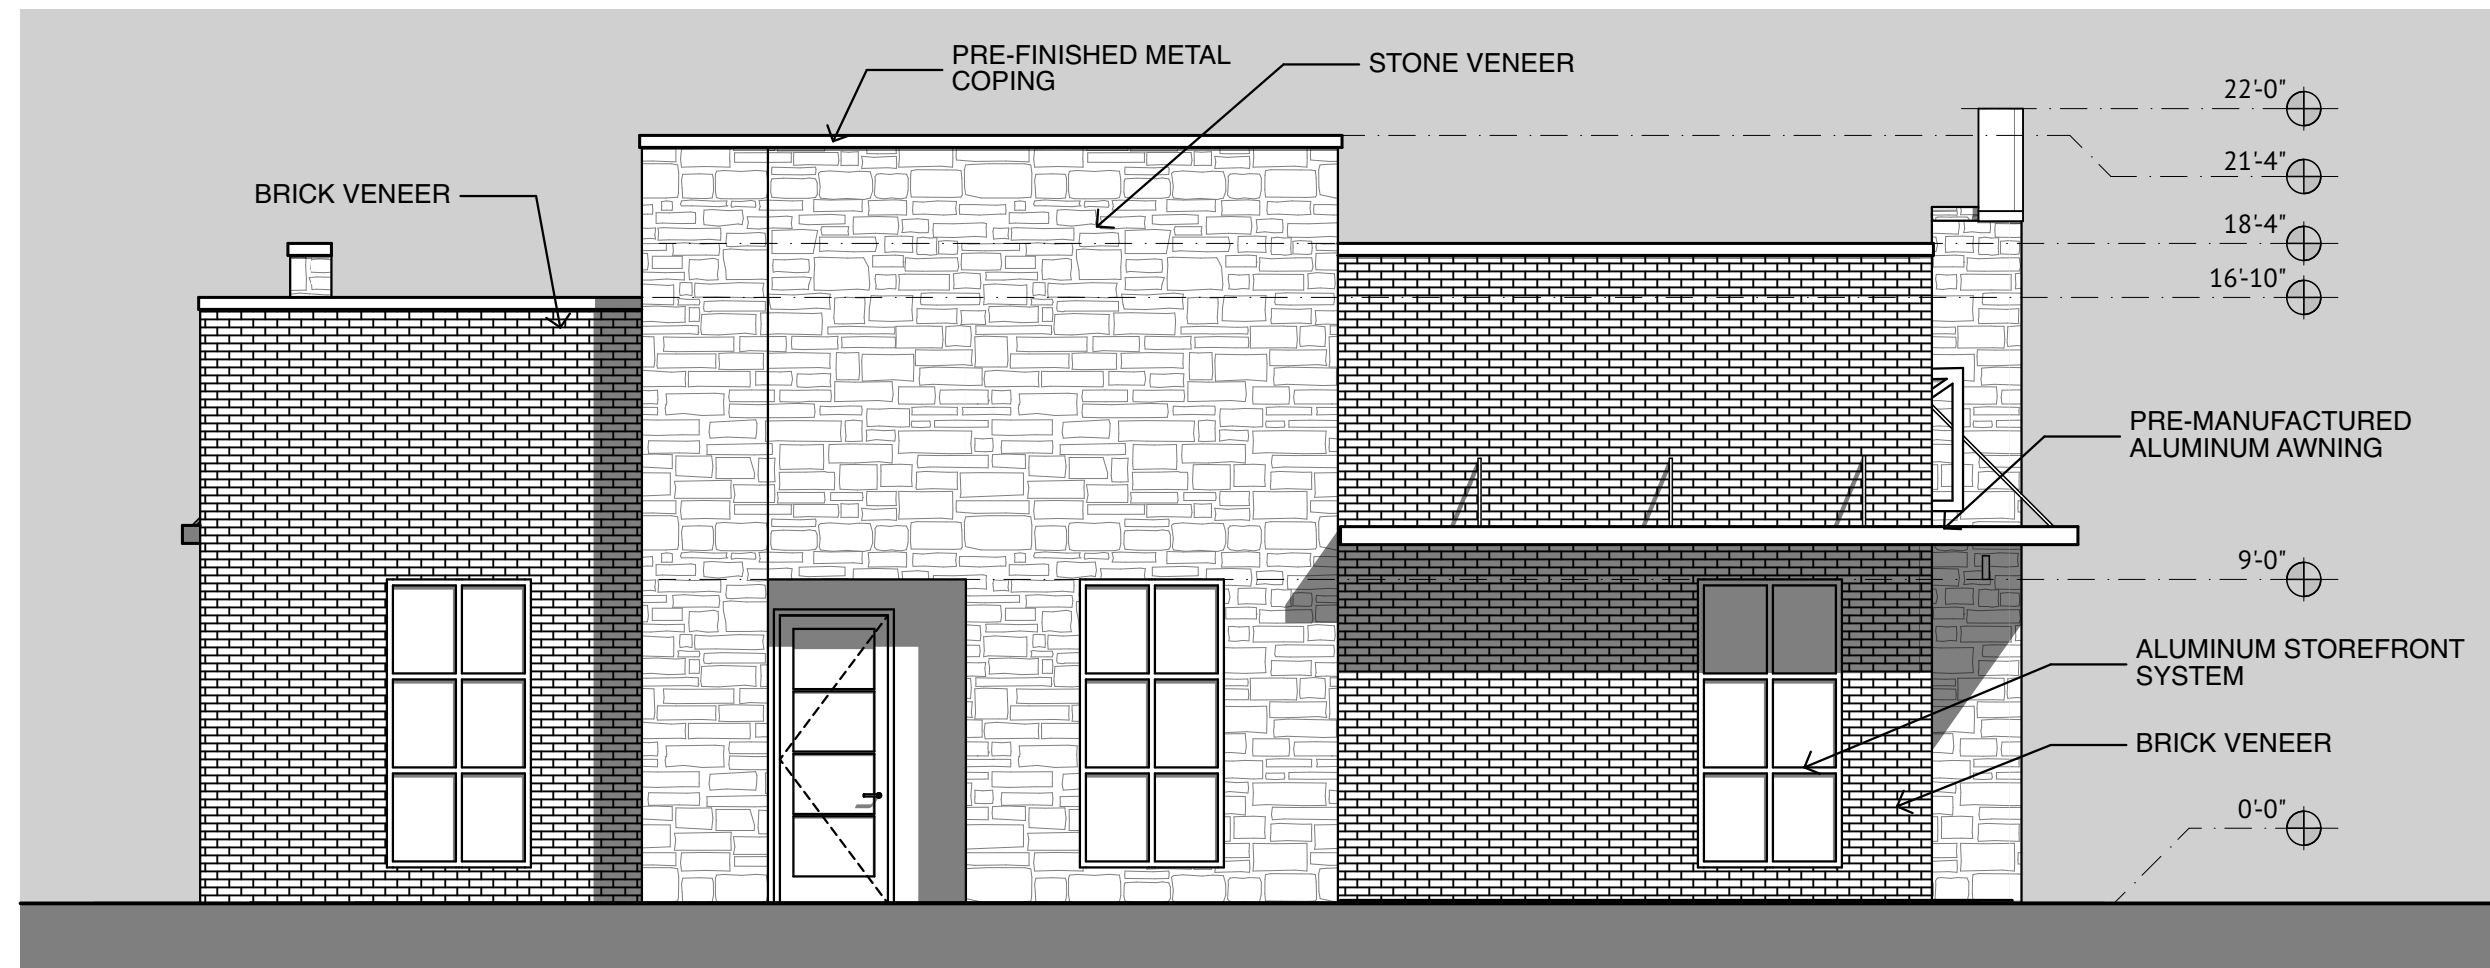 PRE-FINISHED METAL
COPING
STONE VENEER
BRICK VENEER
22'-0"
21'-4"
18'-4"
16'-10"
PRE-MANUFACTURED
ALUMINUM AWNING
9'-0"
ALUMINUM STOREFRONT
SYSTEM
BRICK VENEER
0'-0"